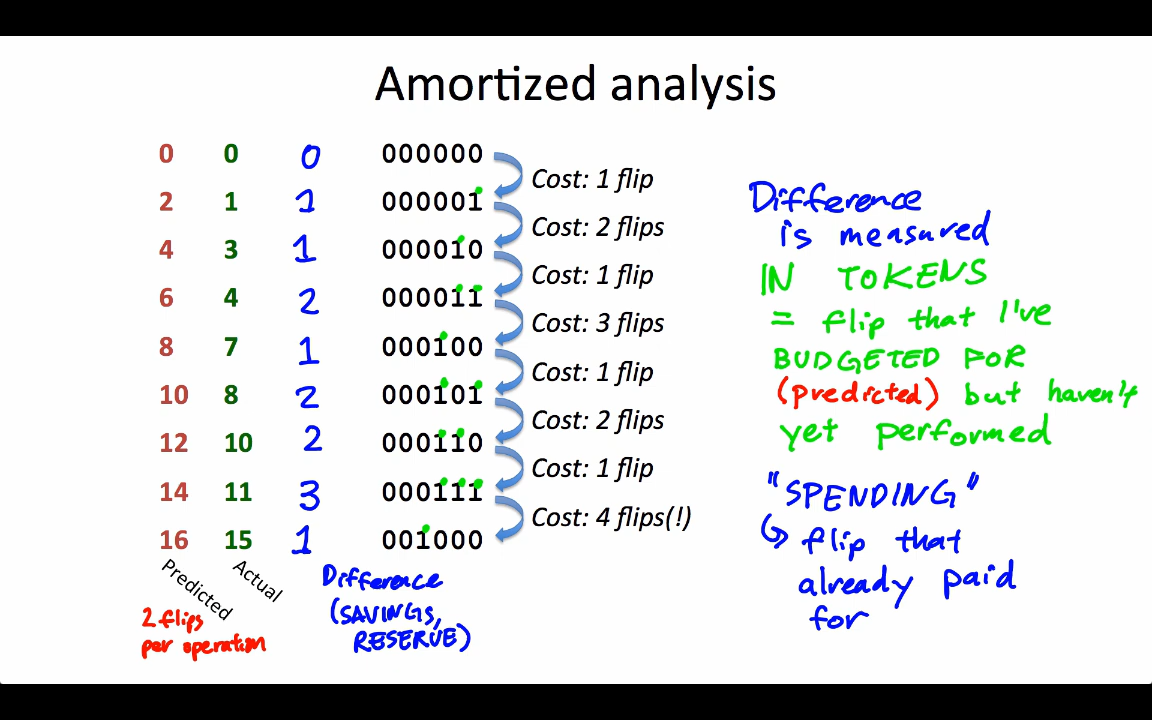 Amortized analysis
0 0 0 000000
Cost: 1 flip
2 1 1 000001
Cost: 2 flips
4 3 1 000010
Cost: 1 flip
6 4 2 000011
Cost: 3 flips
8 7 1 000100
Cost: 1 flip
10 8 2 000101
Cost: 2 flips
12 10 2 000110
Cost: 1 flip
14 11 3 000111
Cost: 4 flips(!)
16 15 1 001000
Predicted
Actual
2 flips
per operation
Difference
(SAVINGS,
RESERVE)
Difference
is measured
IN TOKENS
= flip that I've
BUDGETED FOR
(predicted) but haven't
yet performed
"SPENDING"
↳ flip that
already paid
for